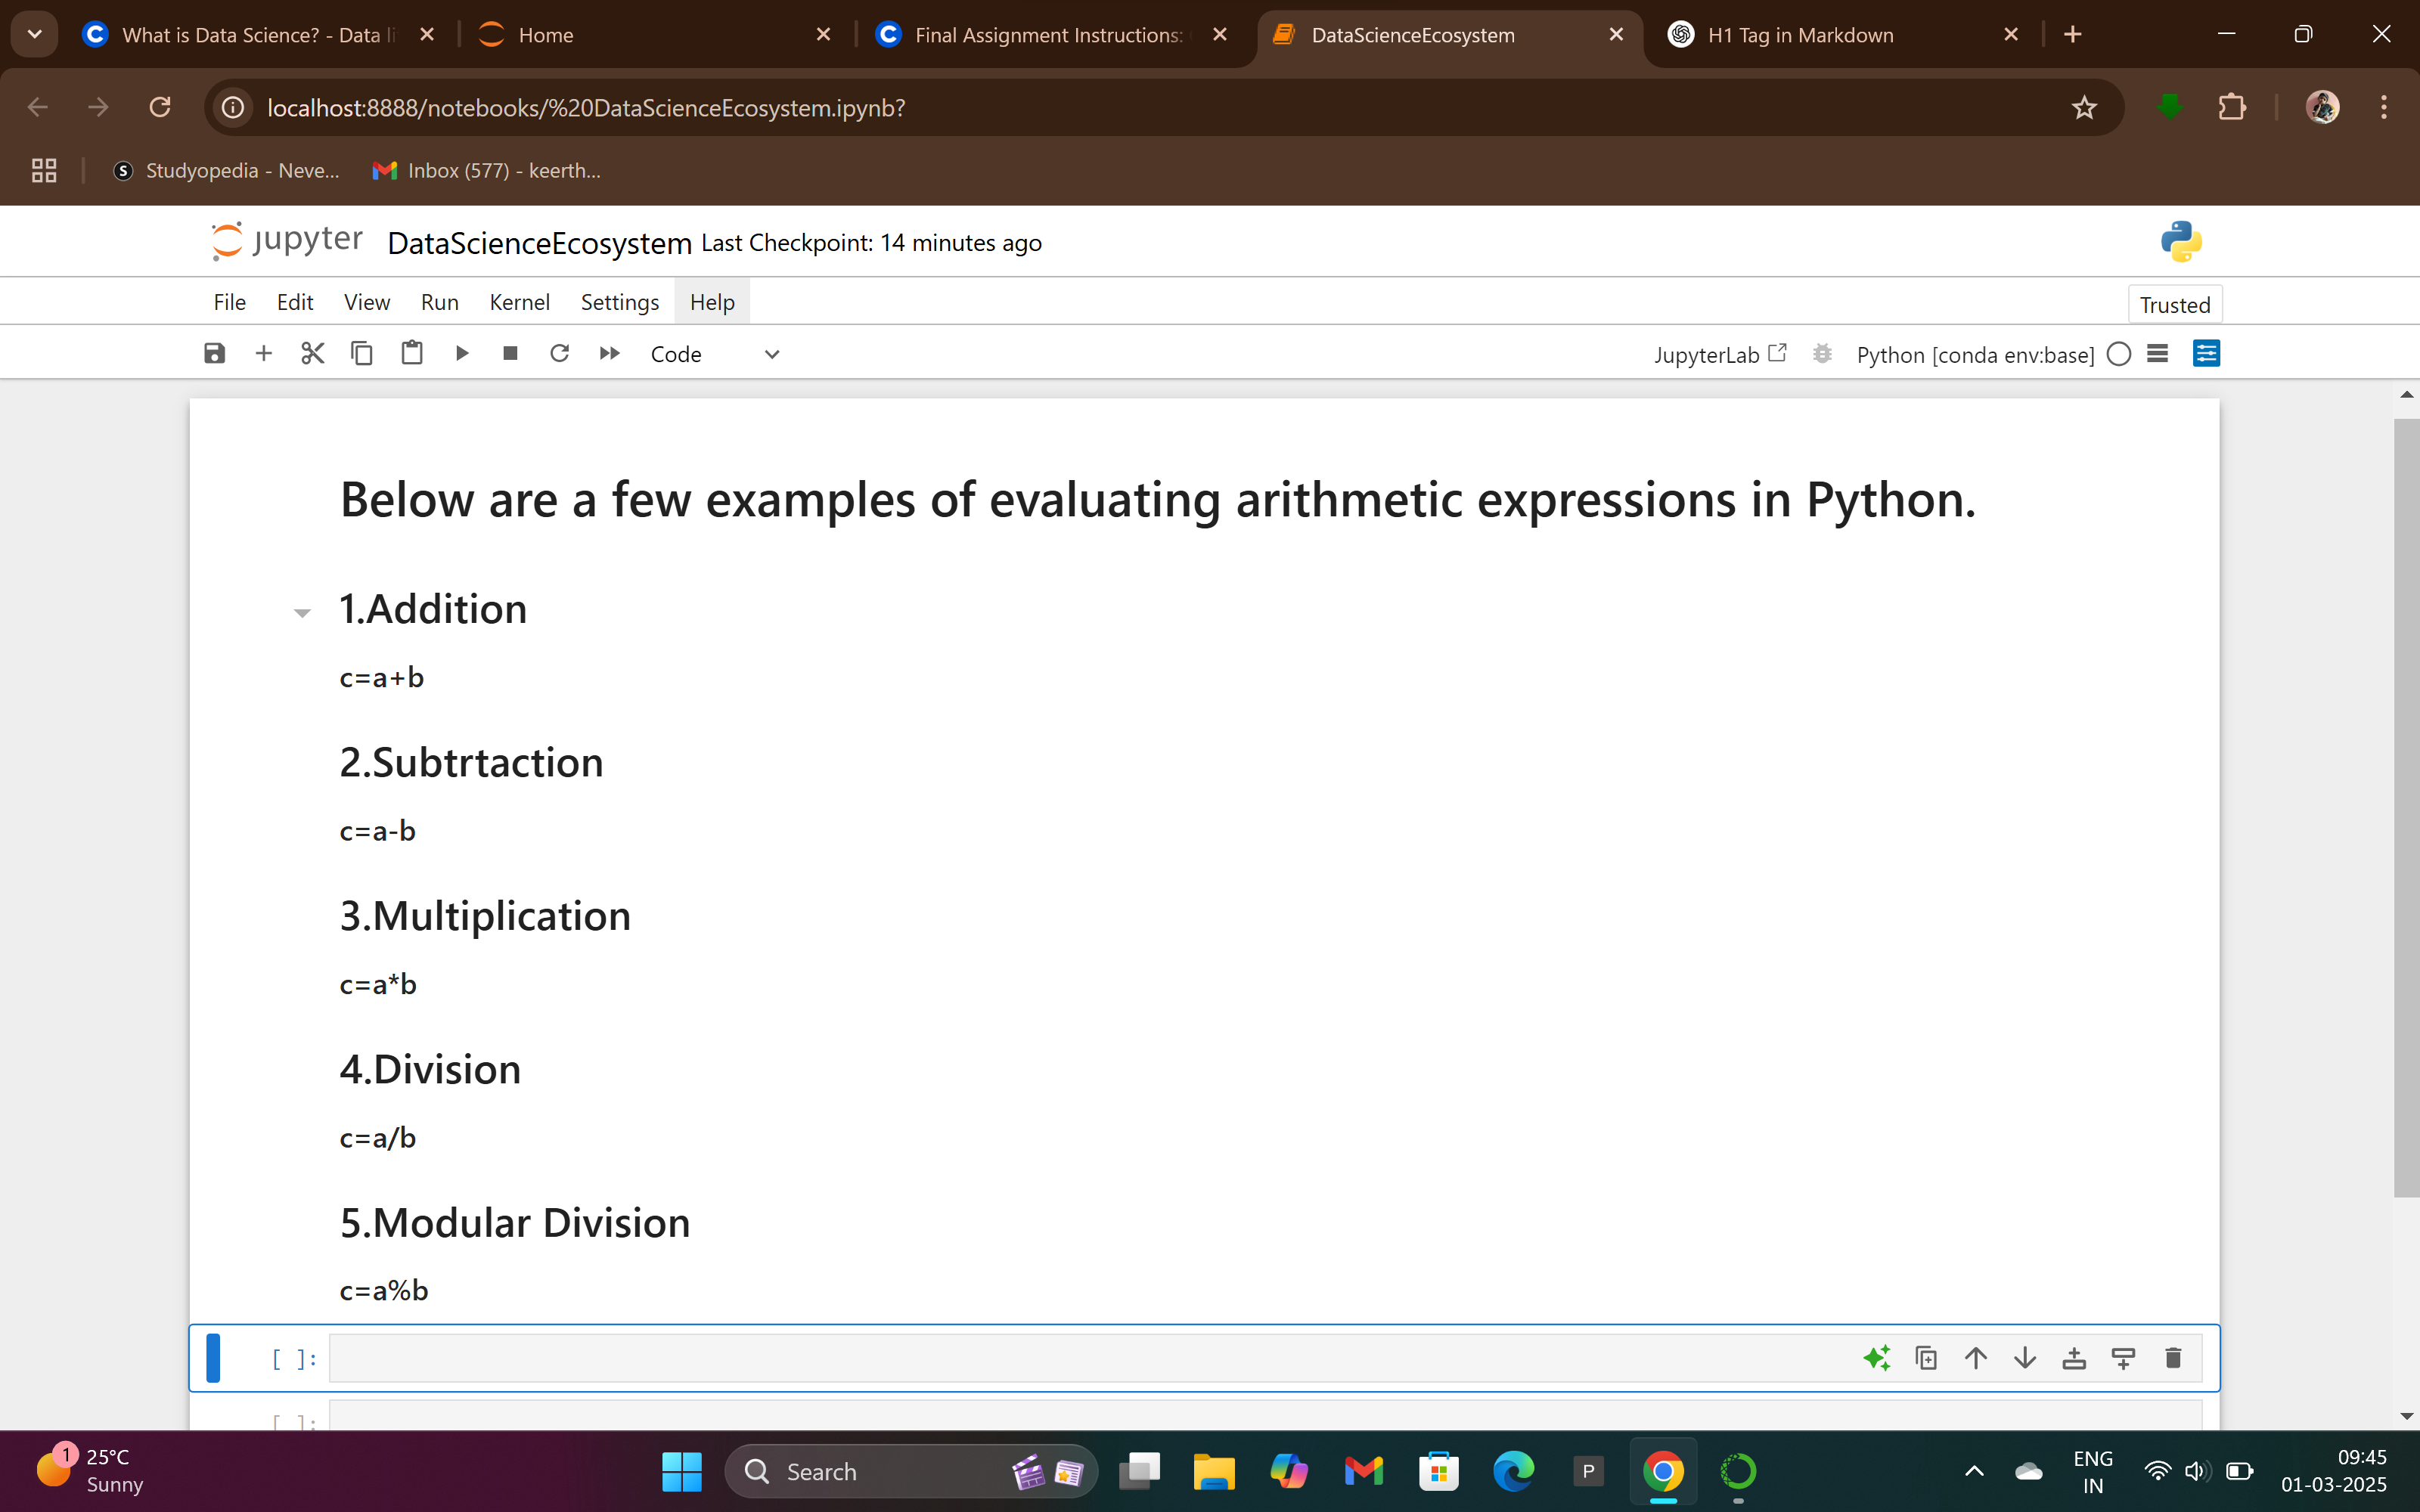 What is Data Science? - Data li
Home
Final Assignment Instructions:
DataScienceEcosystem
H1 Tag in Markdown
localhost:8888/notebooks/%20DataScienceEcosystem.ipynb?
Studyopedia - Neve...
Inbox (577) - keerth...
jupyter DataScienceEcosystem Last Checkpoint: 14 minutes ago
File Edit View Run Kernel Settings Help
Trusted
Code
JupyterLab
Python [conda env:base]
Below are a few examples of evaluating arithmetic expressions in Python.
1.Addition
c=a+b
2.Subtrtaction
c=a-b
3.Multiplication
c=a*b
4.Division
c=a/b
5.Modular Division
c=a%b
[ ]:
[ ]:
1
25°C
Sunny
Search
P
ENG
IN
09:45
01-03-2025